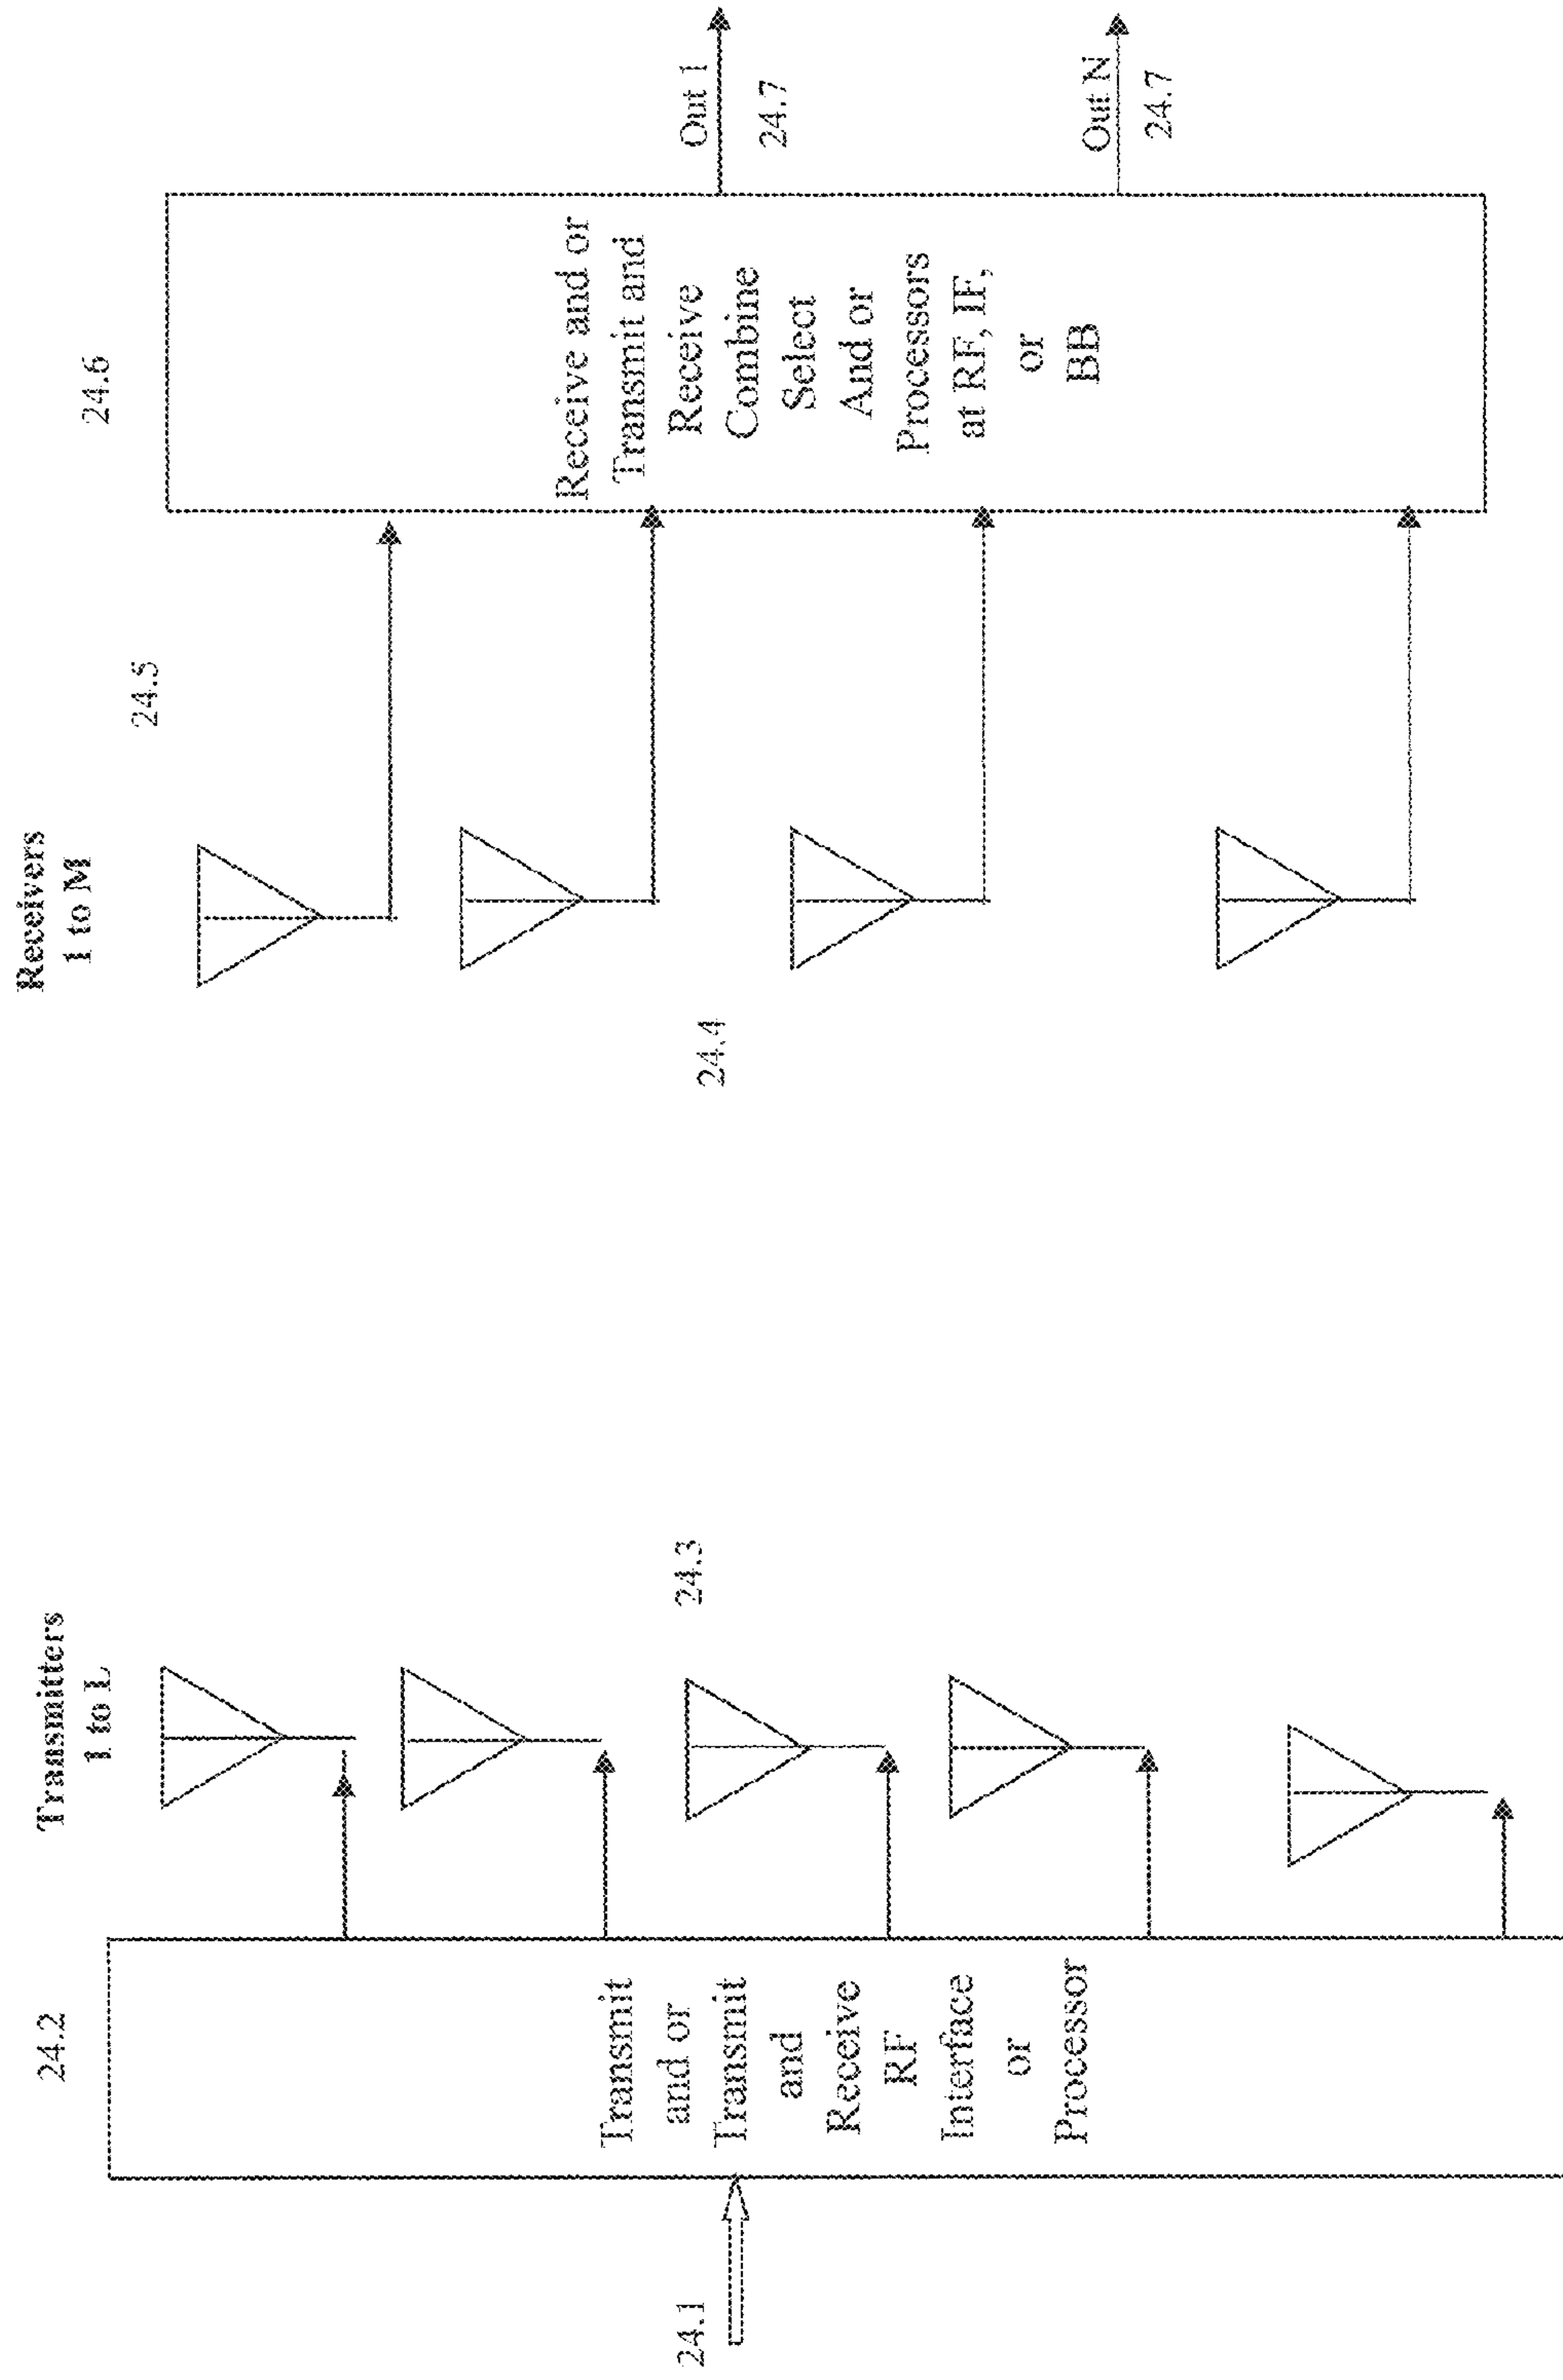 24.1
24.2
Transmit
and or
Transmit
and
Receive
RF
Interface
or
Processor
Transmitters
1 to L
24.3
24.4
Receivers
1 to M
24.5
24.6
Receive and or
Transmit and
Receive
Combine
Select
And or
Processors
at RF, IF,
or
BB
Out 1
24.7
Out N
24.7